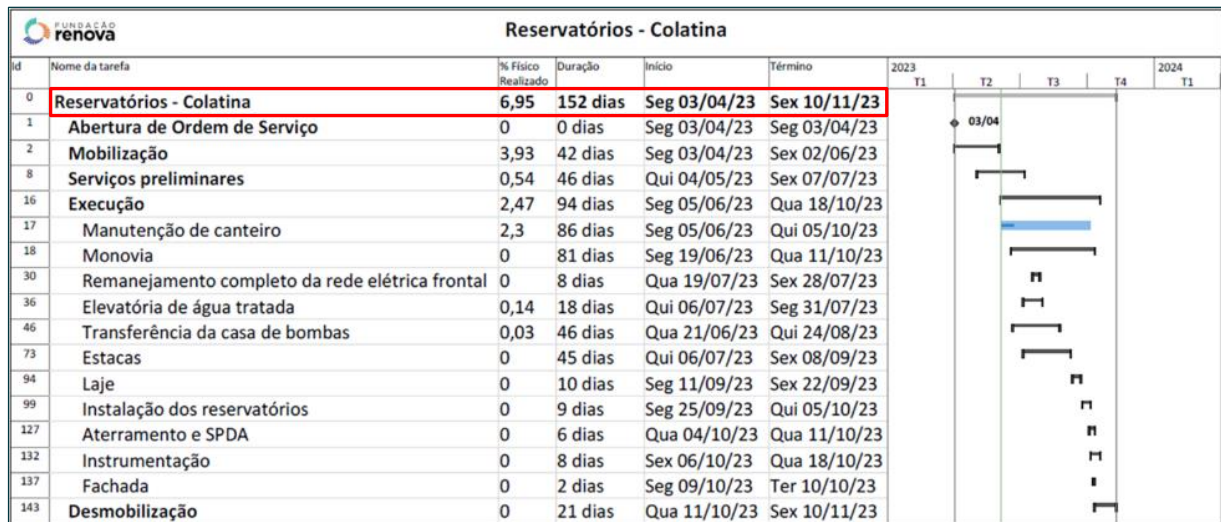 FUNDAÇÃO
renova
Reservatórios - Colatina
Id Nome da tarefa % Físico Realizado Duração Início Término 2023 2024
T1 T2 T3 T4 T1
0 Reservatórios - Colatina 6,95 152 dias Seg 03/04/23 Sex 10/11/23
1 Abertura de Ordem de Serviço 0 0 dias Seg 03/04/23 Seg 03/04/23 03/04
2 Mobilização 3,93 42 dias Seg 03/04/23 Sex 02/06/23
8 Serviços preliminares 0,54 46 dias Qui 04/05/23 Sex 07/07/23
16 Execução 2,47 94 dias Seg 05/06/23 Qua 18/10/23
17 Manutenção de canteiro 2,3 86 dias Seg 05/06/23 Qui 05/10/23
18 Monovia 0 81 dias Seg 19/06/23 Qua 11/10/23
30 Remanejamento completo da rede elétrica frontal 0 8 dias Qua 19/07/23 Sex 28/07/23
36 Elevatória de água tratada 0,14 18 dias Qui 06/07/23 Seg 31/07/23
46 Transferência da casa de bombas 0,03 46 dias Qua 21/06/23 Qui 24/08/23
73 Estacas 0 45 dias Qui 06/07/23 Sex 08/09/23
94 Laje 0 10 dias Seg 11/09/23 Sex 22/09/23
99 Instalação dos reservatórios 0 9 dias Seg 25/09/23 Qui 05/10/23
127 Aterramento e SPDA 0 6 dias Qua 04/10/23 Qua 11/10/23
132 Instrumentação 0 8 dias Sex 06/10/23 Qua 18/10/23
137 Fachada 0 2 dias Seg 09/10/23 Ter 10/10/23
143 Desmobilização 0 21 dias Qua 11/10/23 Sex 10/11/23